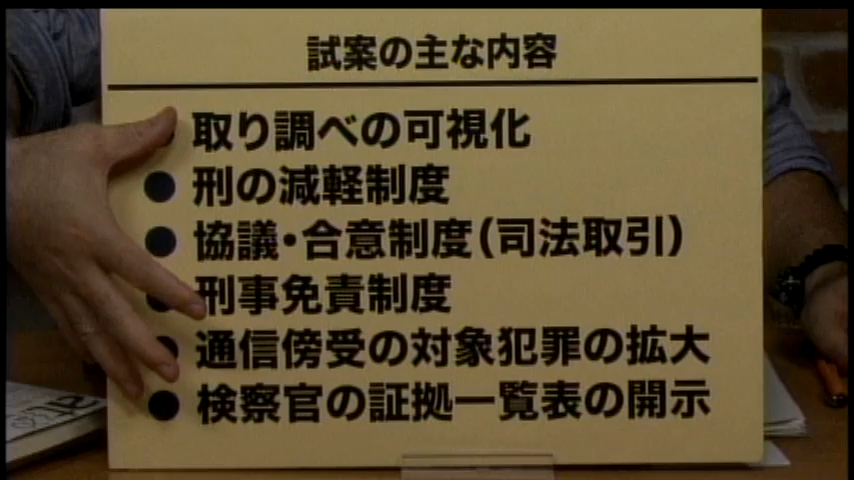 試案の主な内容
●取り調べの可視化
●刑の減軽制度
●協議・合意制度(司法取引)
●刑事免責制度
●通信傍受の対象犯罪の拡大
●検察官の証拠一覧表の開示